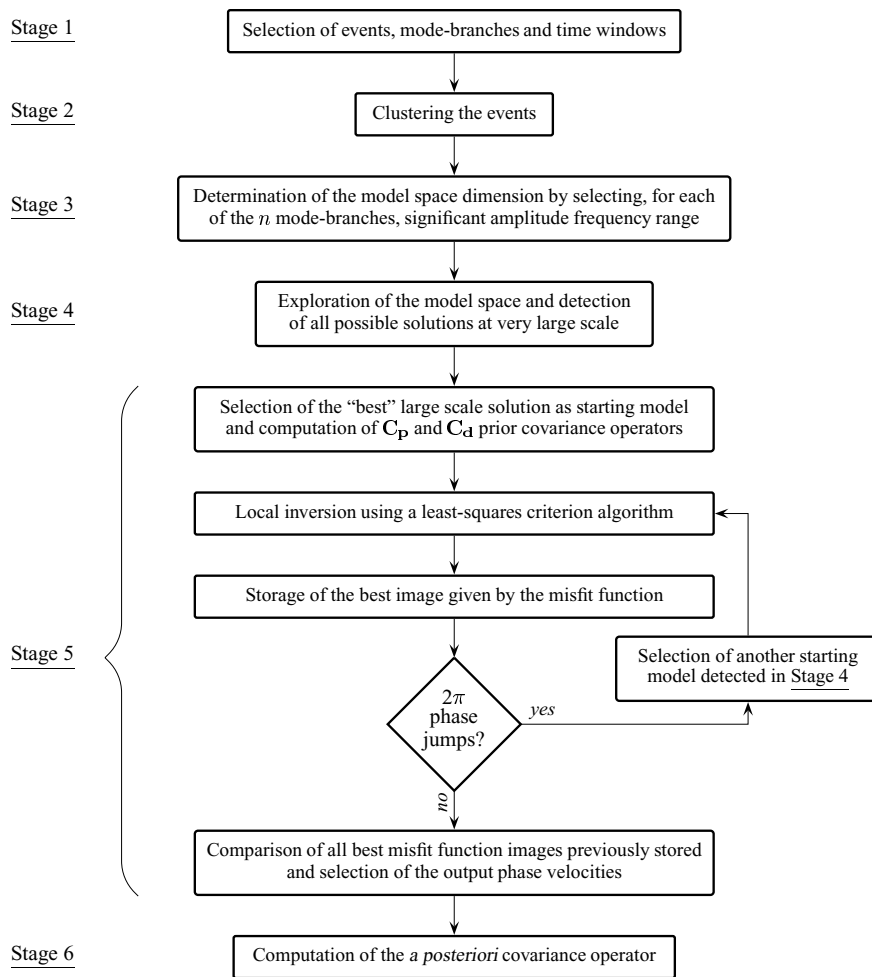 Stage 1
Selection of events, mode-branches and time windows
Stage 2
Clustering the events
Stage 3
Determination of the model space dimension by selecting, for each
of the n mode-branches, significant amplitude frequency range
Stage 4
Exploration of the model space and detection
of all possible solutions at very large scale
Stage 5
Selection of the “best” large scale solution as starting model
and computation of Cp and Cd prior covariance operators
Local inversion using a least-squares criterion algorithm
Storage of the best image given by the misfit function
Selection of another starting
model detected in Stage 4
2π
phase
jumps?
yes
no
Comparison of all best misfit function images previously stored
and selection of the output phase velocities
Stage 6
Computation of the a posteriori covariance operator